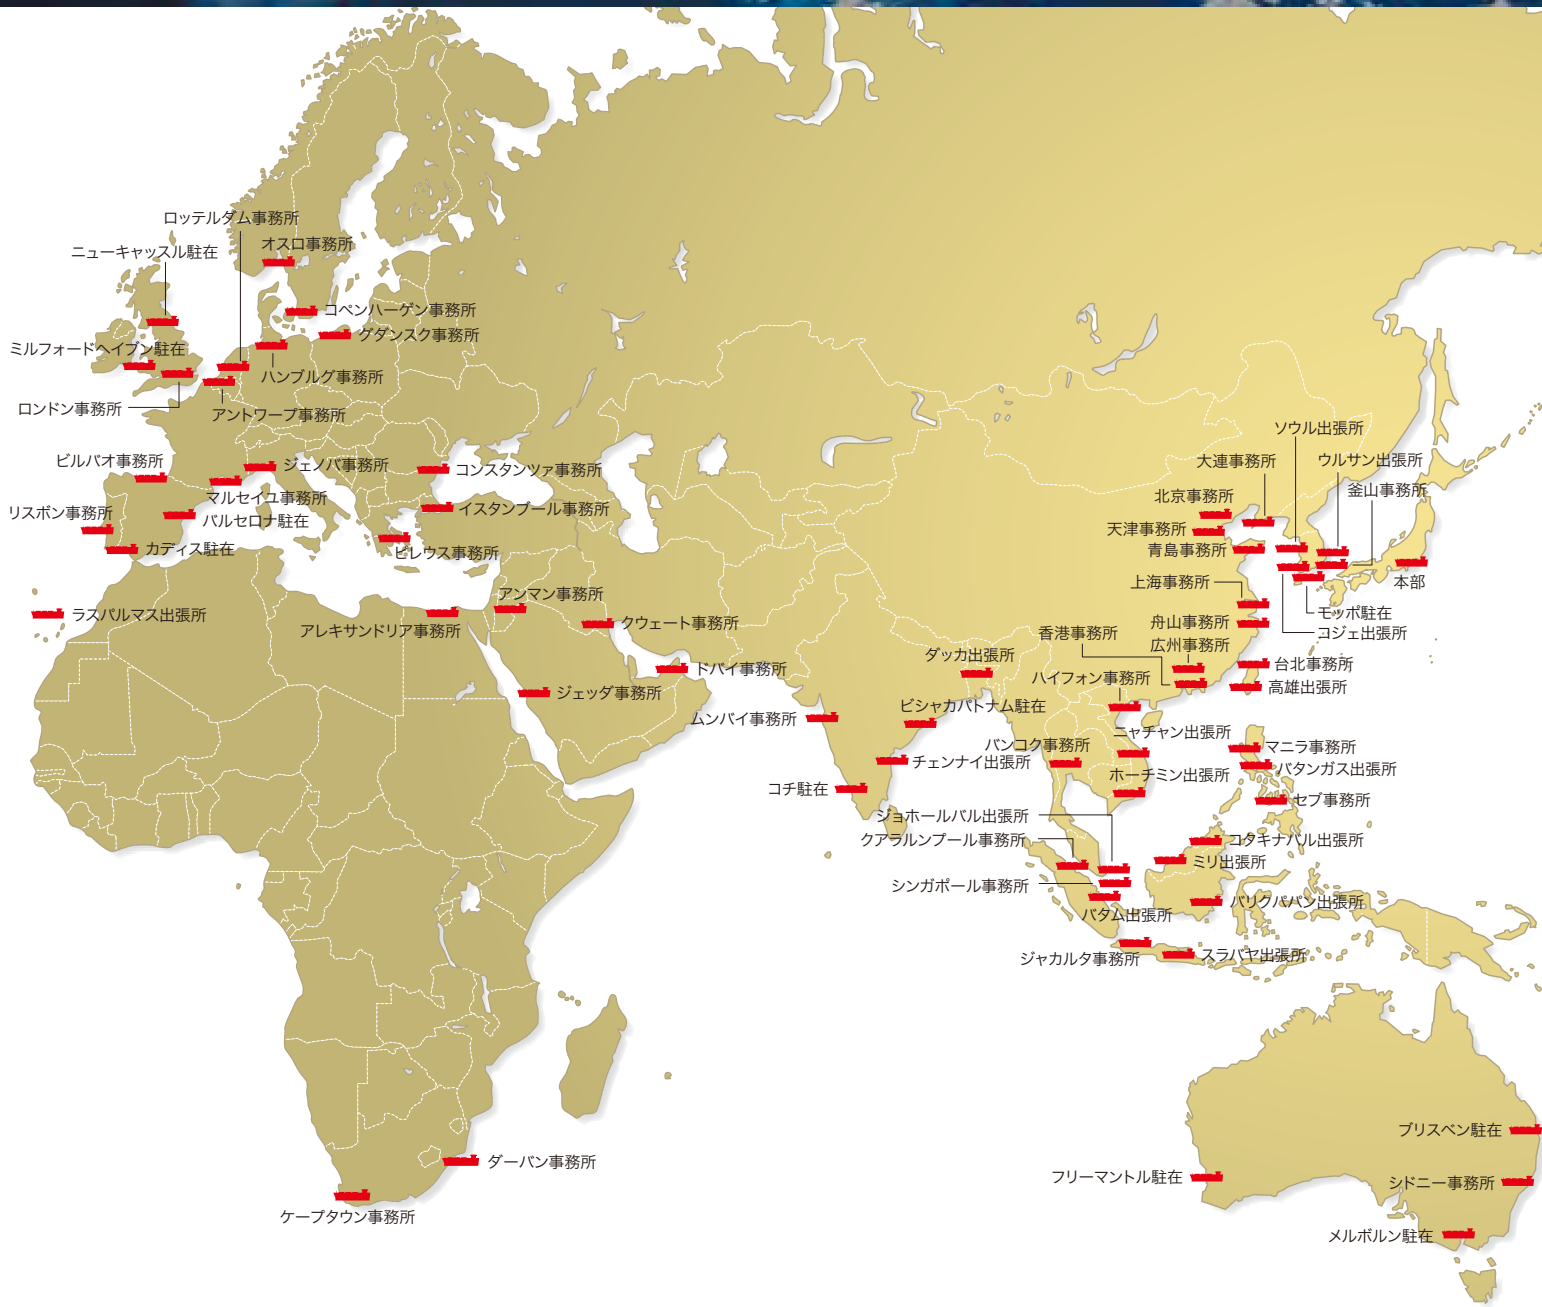 ロッテルダム事務所
ニューキャッスル駐在
オスロ事務所
コペンハーゲン事務所
グダンスク事務所
ミルフォードヘイブン駐在
ハンブルグ事務所
ロンドン事務所
アントワープ事務所
ビルバオ事務所
ジェノバ事務所
コンスタンツァ事務所
マルセイユ事務所
リスボン事務所
バルセロナ駐在
イスタンブール事務所
カディス駐在
ピレウス事務所
ラスパルマス出張所
アンマン事務所
アレキサンドリア事務所
クウェート事務所
ドバイ事務所
ジェッダ事務所
ムンバイ事務所
ダッカ出張所
ビシャカパトナム駐在
チェンナイ出張所
コチ駐在
ソウル出張所
大連事務所
ウルサン出張所
釜山事務所
北京事務所
天津事務所
青島事務所
本部
上海事務所
モッポ駐在
コジェ出張所
舟山事務所
香港事務所
広州事務所
台北事務所
高雄出張所
ハイフォン事務所
ニャチャン出張所
バンコク事務所
ホーチミン出張所
マニラ事務所
バタンガス出張所
セブ事務所
ジョホールバル出張所
クアラルンプール事務所
コタキナバル出張所
ミリ出張所
シンガポール事務所
バタム出張所
バリクパパン出張所
ジャカルタ事務所
スラバヤ出張所
ブリスベン駐在
フリーマントル駐在
シドニー事務所
メルボルン駐在
ダーバン事務所
ケープタウン事務所